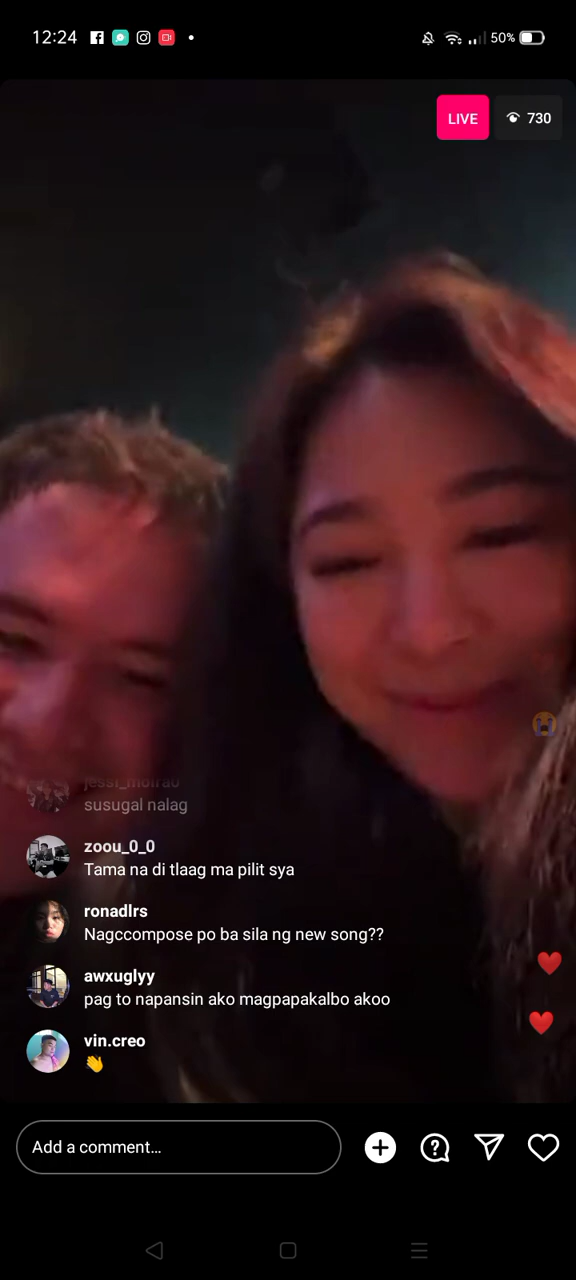 12:24
50%
LIVE
730
jessi_molrad
susugal nalag
zoou_0_0
Tama na di tlaag ma pilit sya
ronadlrs
Nagccompose po ba sila ng new song??
awxuglyy
pag to napansin ako magpapakalbo akoo
vin.creo
Add a comment...